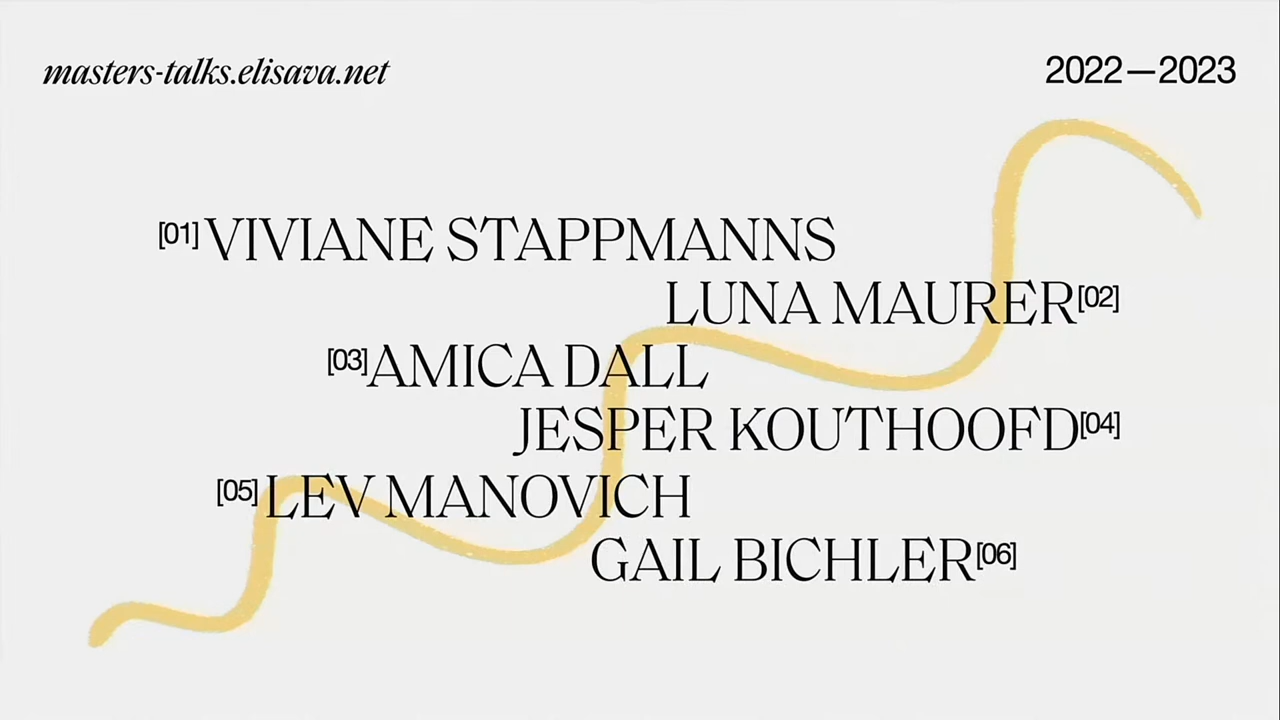 masters-talks.elisava.net
2022—2023
[01] VIVIANE STAPPMANNS
LUNA MAURER [02]
[03] AMICA DALL
JESPER KOUTHOOFD [04]
[05] LEV MANOVICH
GAIL BICHLER [06]